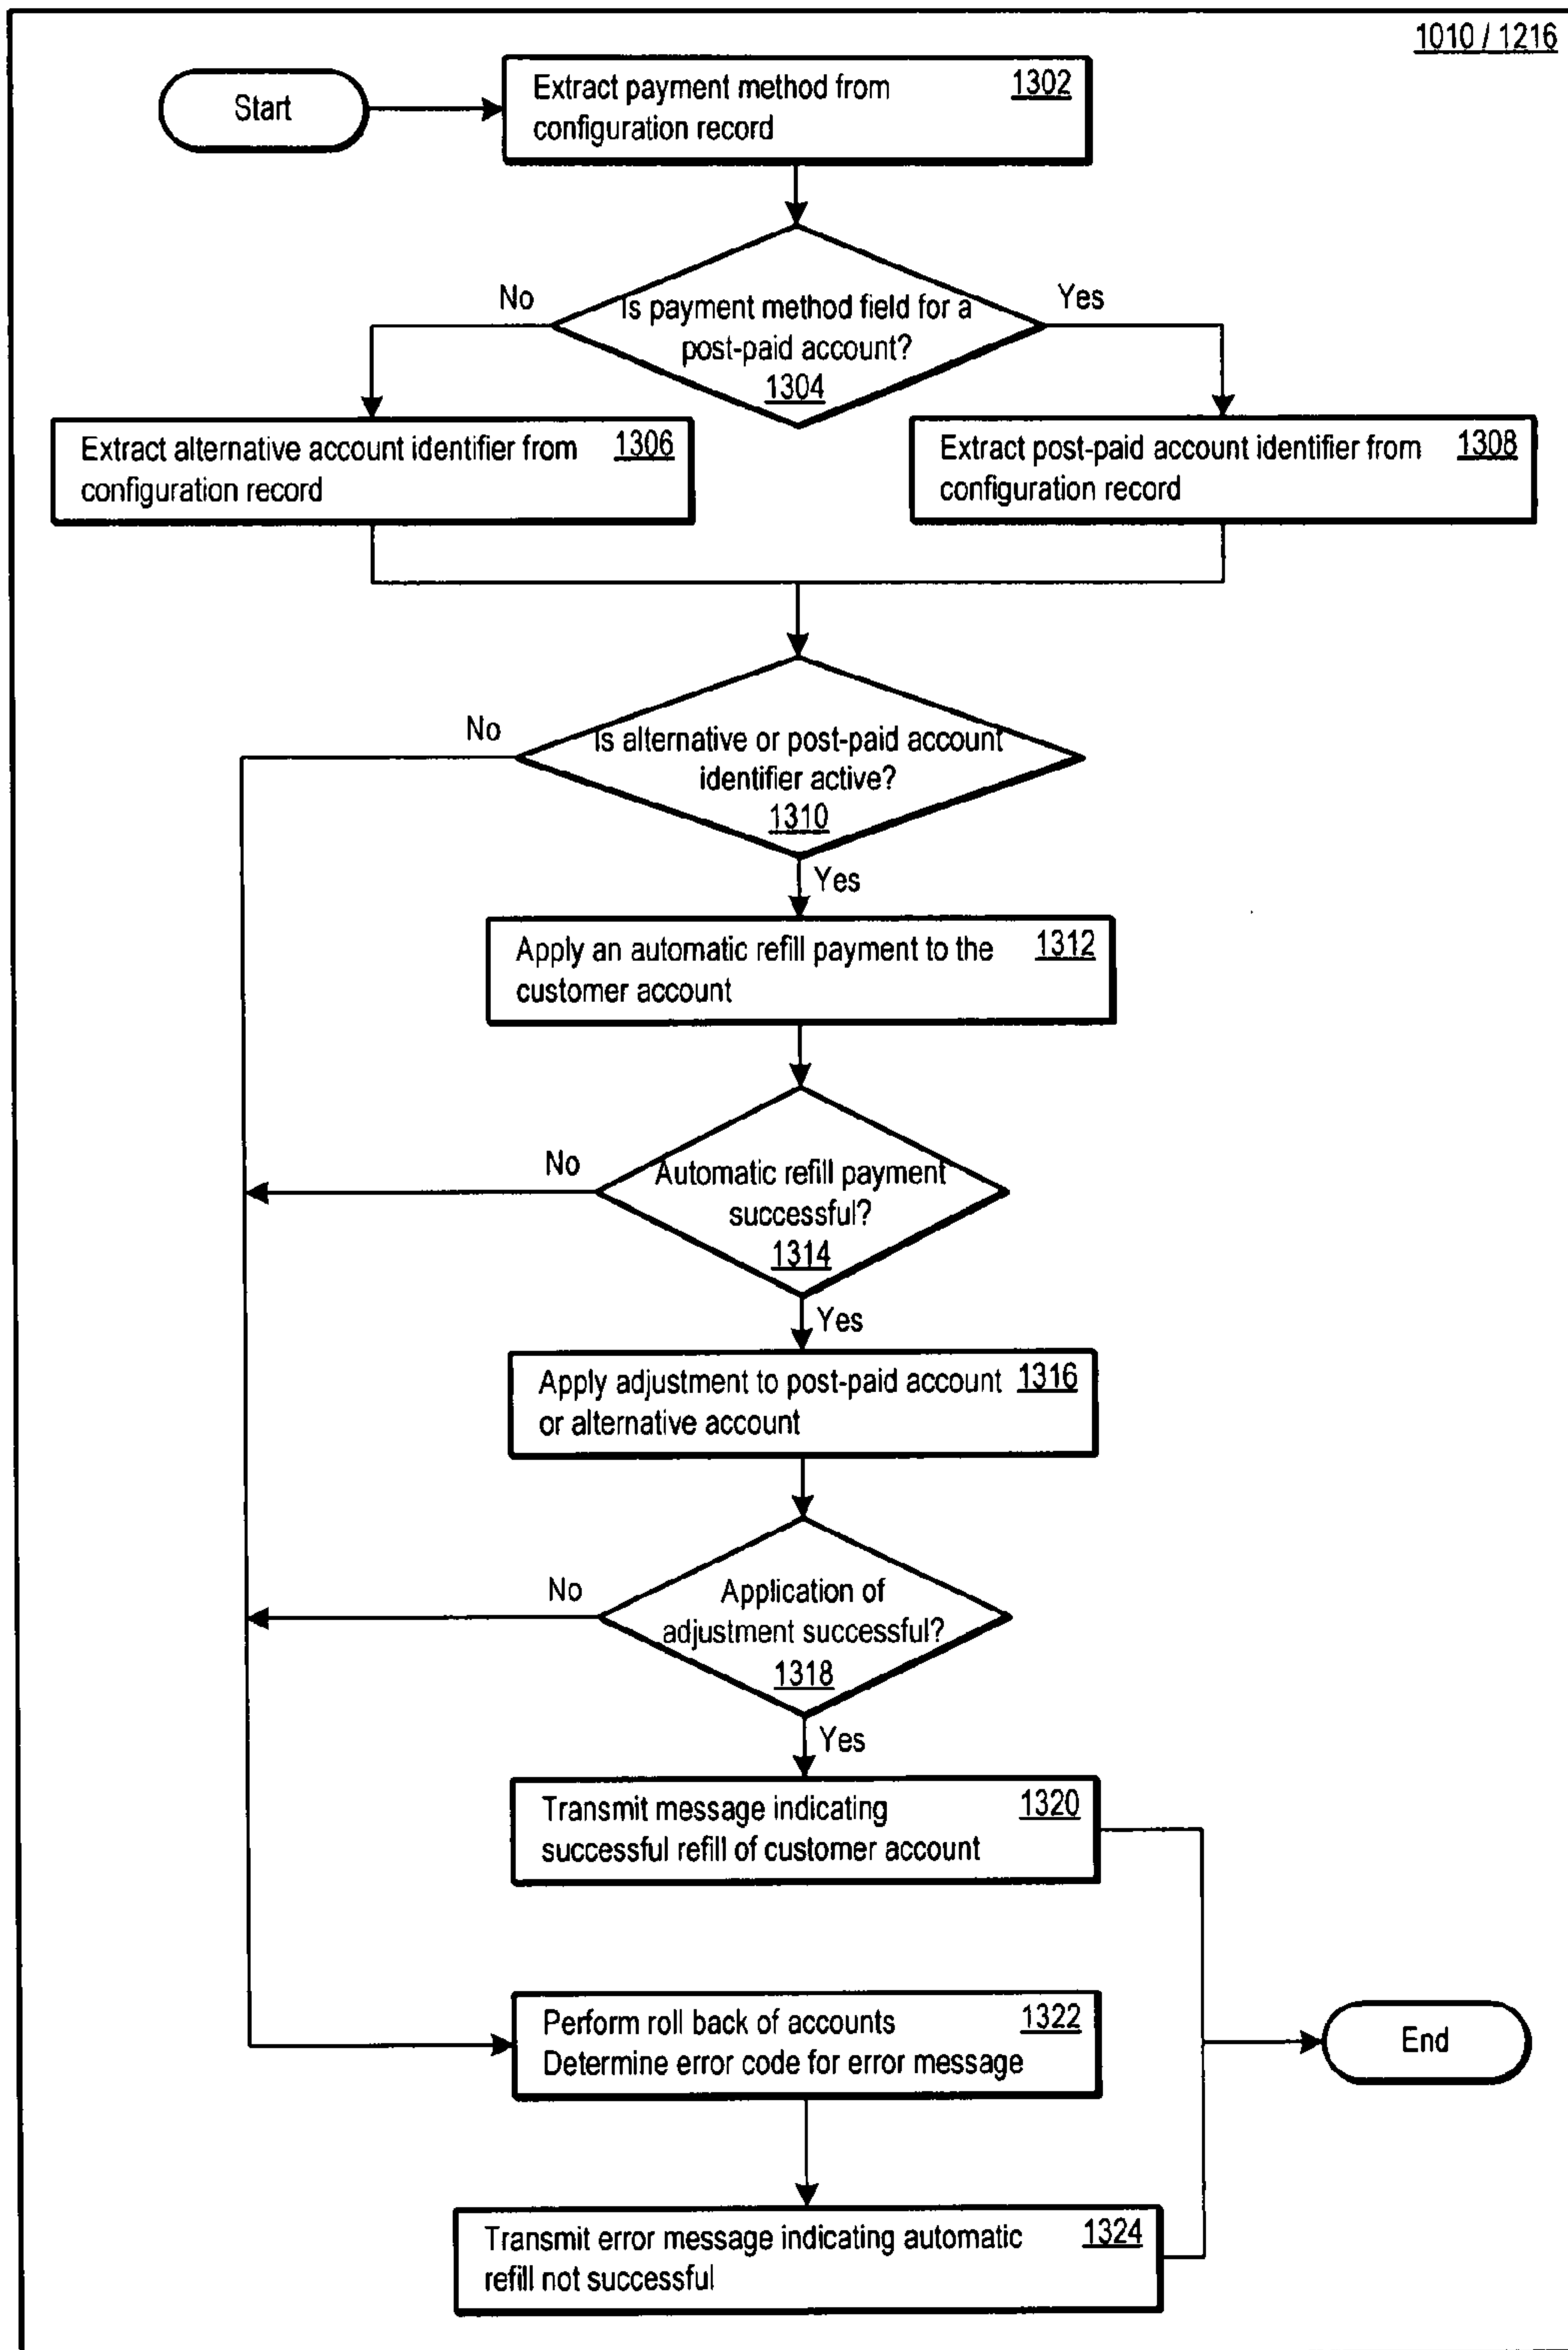 1010 / 1216
Start
Extract payment method from 1302
configuration record
No
Is payment method field for a
post-paid account?
1304
Yes
Extract alternative account identifier from 1306
configuration record
Extract post-paid account identifier from 1308
configuration record
No
Is alternative or post-paid account
identifier active?
1310
Yes
Apply an automatic refill payment to the 1312
customer account
No
Automatic refill payment
successful?
1314
Yes
Apply adjustment to post-paid account 1316
or alternative account
No
Application of
adjustment successful?
1318
Yes
Transmit message indicating 1320
successful refill of customer account
Perform roll back of accounts 1322
Determine error code for error message
End
Transmit error message indicating automatic 1324
refill not successful